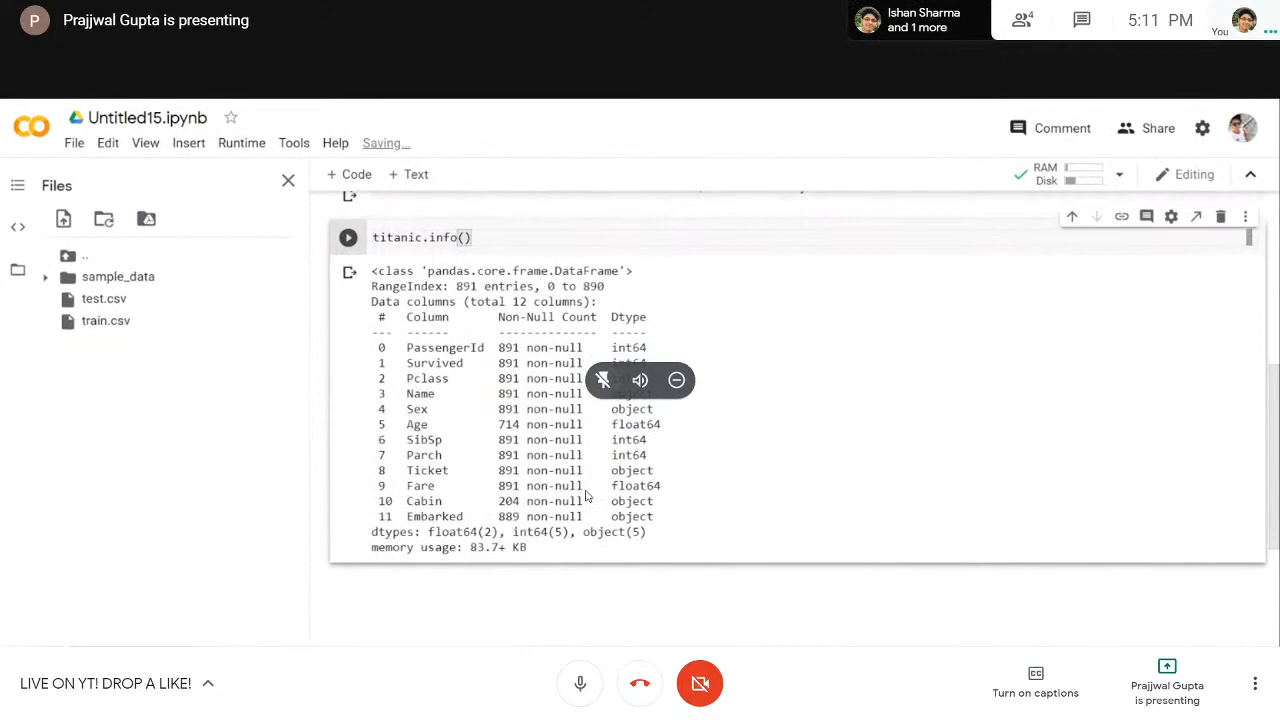 P Prajjwal Gupta is presenting
Ishan Sharma
and 1 more
4
5:11 PM
You
Untitled15.ipynb
File Edit View Insert Runtime Tools Help Saving...
Comment Share
Files
+ Code + Text
RAM
Disk
Editing
..
sample_data
test.csv
train.csv
titanic.info()
<class 'pandas.core.frame.DataFrame'>
RangeIndex: 891 entries, 0 to 890
Data columns (total 12 columns):
# Column Non-Null Count Dtype
--- ------ -------------- -----
0 PassengerId 891 non-null int64
1 Survived 891 non-null int64
2 Pclass 891 non-null
3 Name 891 non-null
4 Sex 891 non-null object
5 Age 714 non-null float64
6 SibSp 891 non-null int64
7 Parch 891 non-null int64
8 Ticket 891 non-null object
9 Fare 891 non-null float64
10 Cabin 204 non-null object
11 Embarked 889 non-null object
dtypes: float64(2), int64(5), object(5)
memory usage: 83.7+ KB
LIVE ON YT! DROP A LIKE!
CC
Turn on captions
Prajjwal Gupta
is presenting